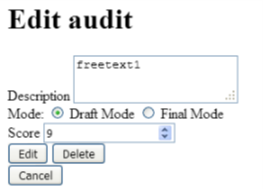 Edit audit
freetext1
Description
Mode: Draft Mode Final Mode
Score 9
Edit Delete
Cancel